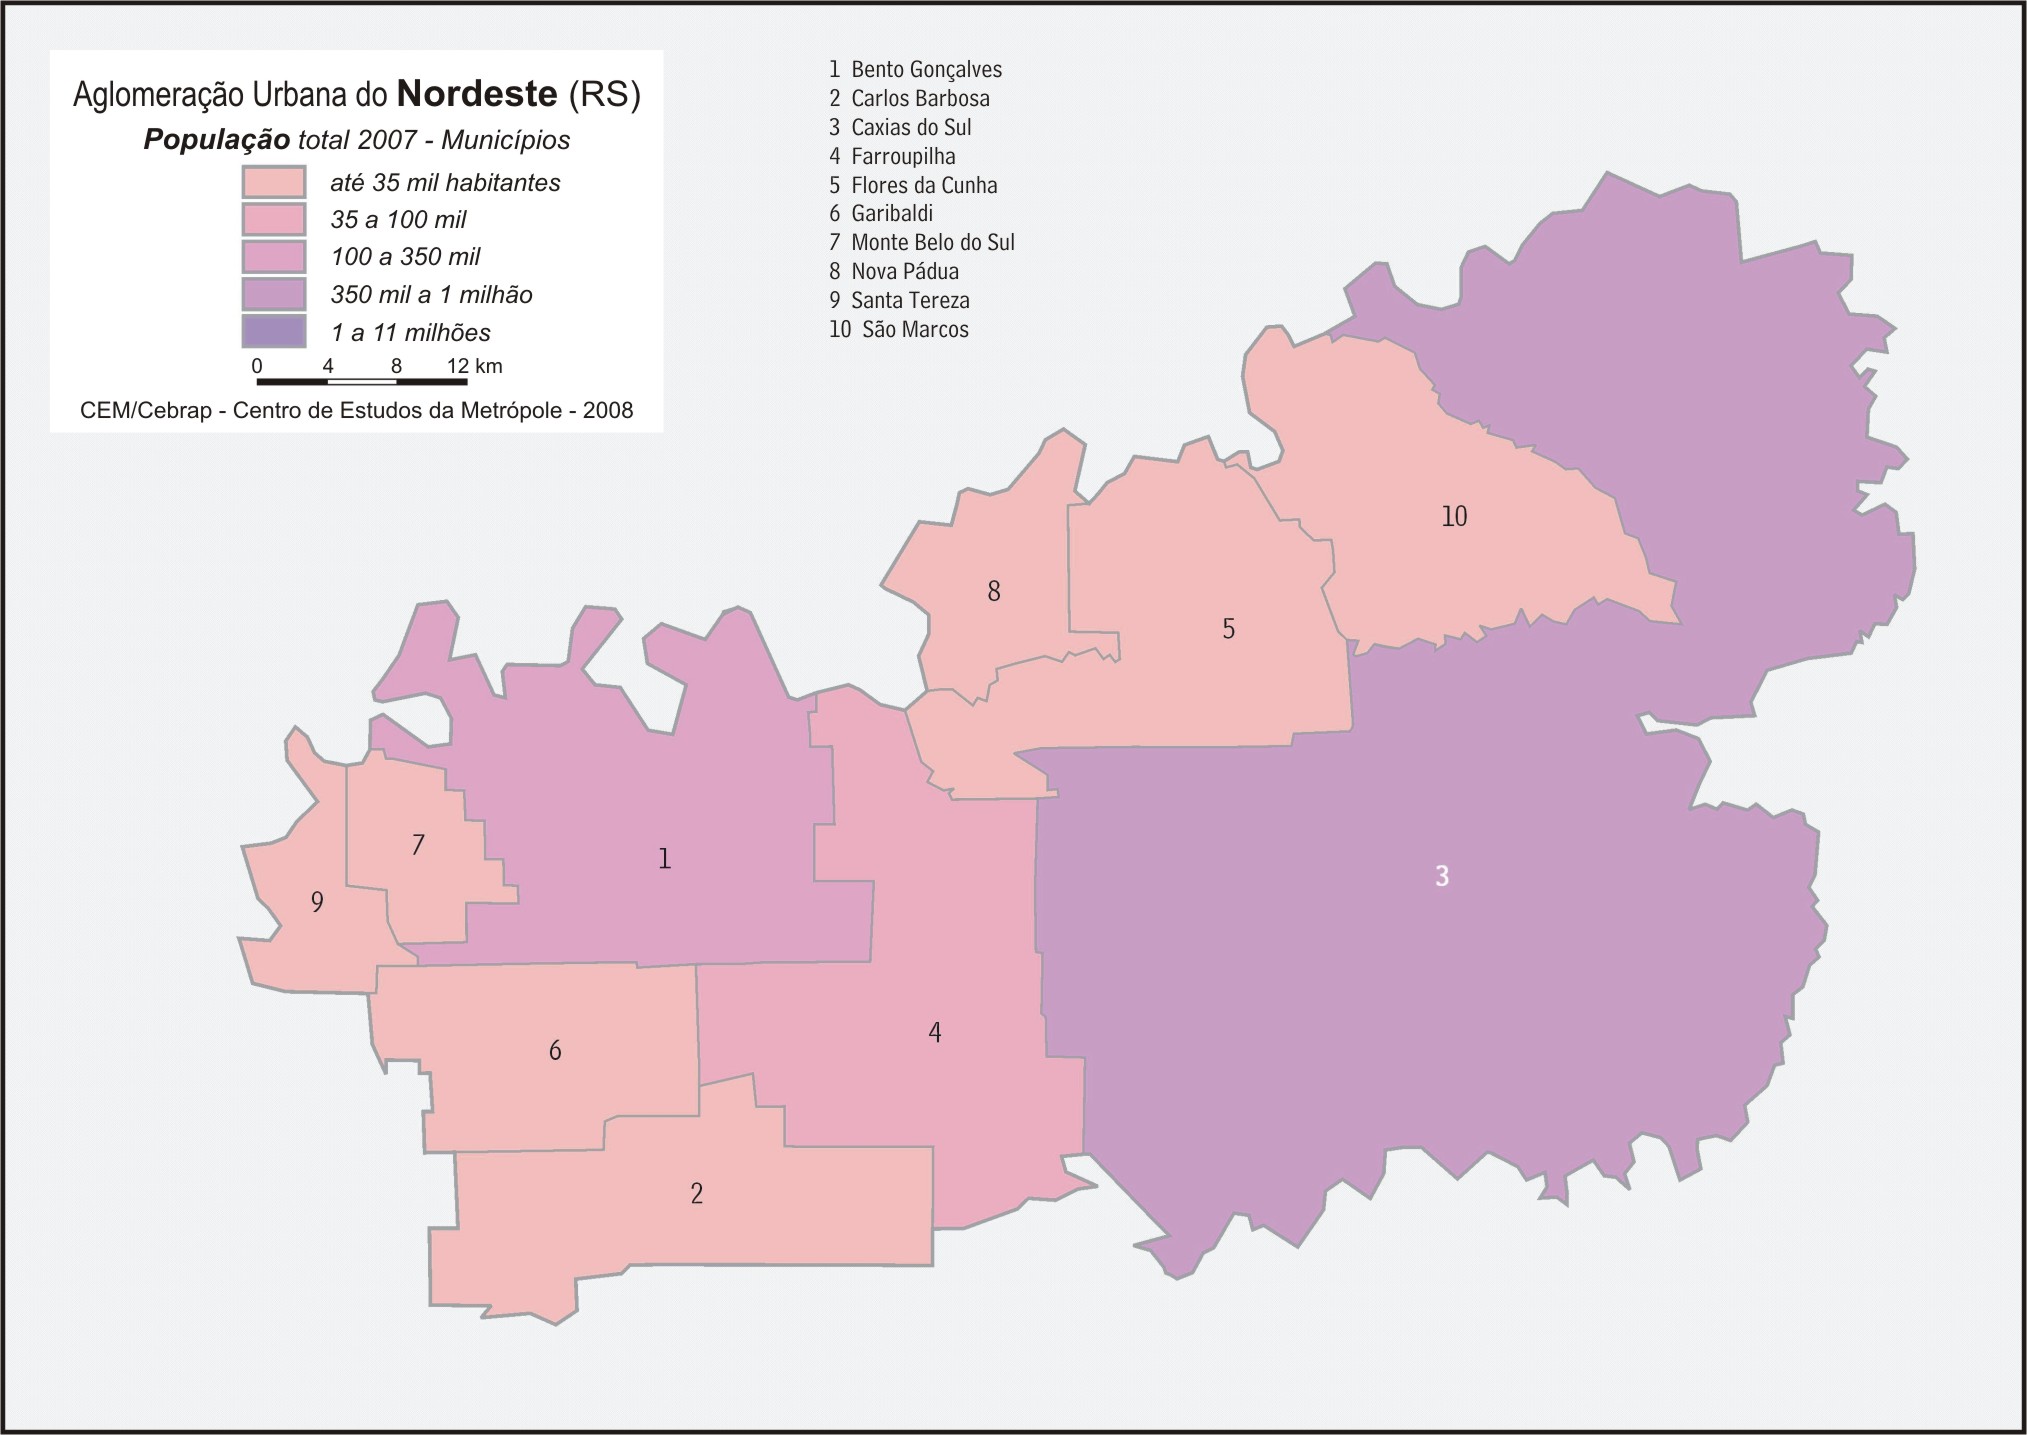 Aglomeração Urbana do Nordeste (RS)
População total 2007 - Municípios
até 35 mil habitantes
35 a 100 mil
100 a 350 mil
350 mil a 1 milhão
1 a 11 milhões
0 4 8 12 km
CEM/Cebrap - Centro de Estudos da Metrópole - 2008
1 Bento Gonçalves
2 Carlos Barbosa
3 Caxias do Sul
4 Farroupilha
5 Flores da Cunha
6 Garibaldi
7 Monte Belo do Sul
8 Nova Pádua
9 Santa Tereza
10 São Marcos
10
8
5
7
1
3
9
4
6
2